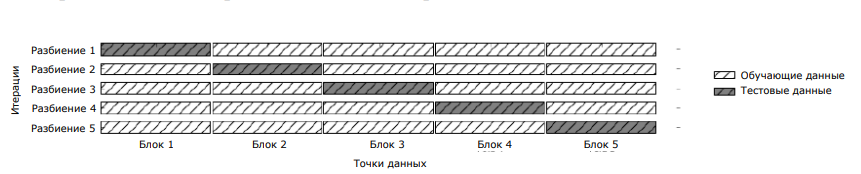 Итерации
Разбиение 1
Разбиение 2
Разбиение 3
Разбиение 4
Разбиение 5
Блок 1
Блок 2
Блок 3
Блок 4
Блок 5
Точки данных
Обучающие данные
Тестовые данные